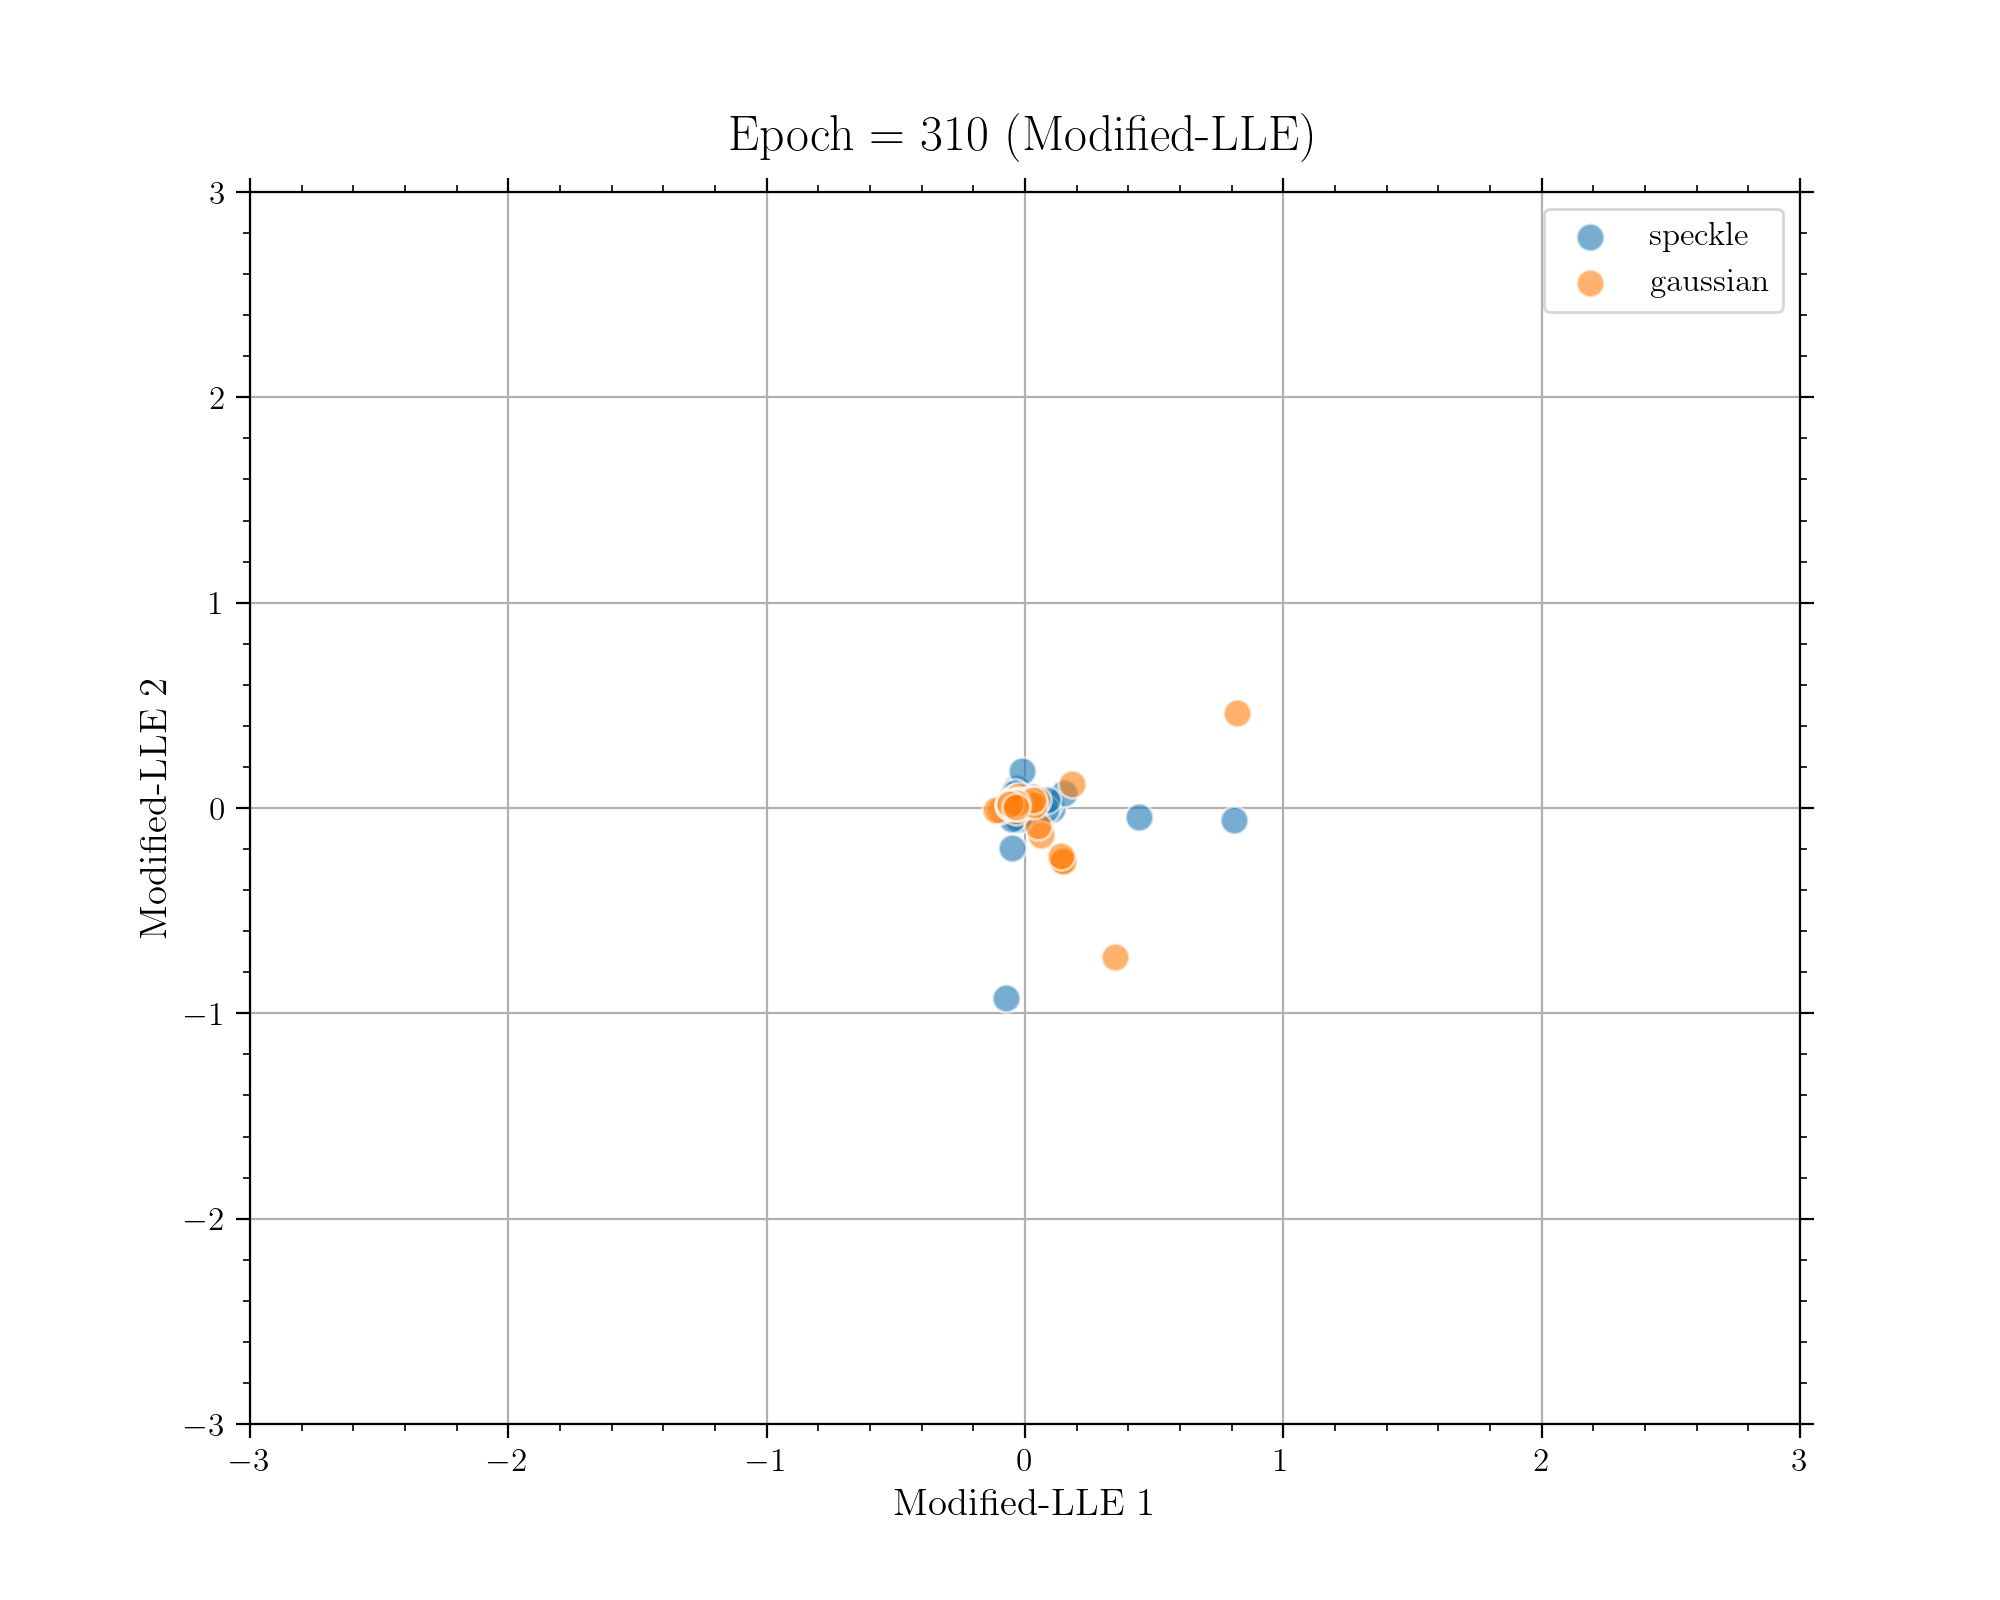 Epoch = 310 (Modified-LLE)
speckle
gaussian
3
2
1
0
−1
−2
−3
Modified-LLE 2
−3
−2
−1
0
1
2
3
Modified-LLE 1